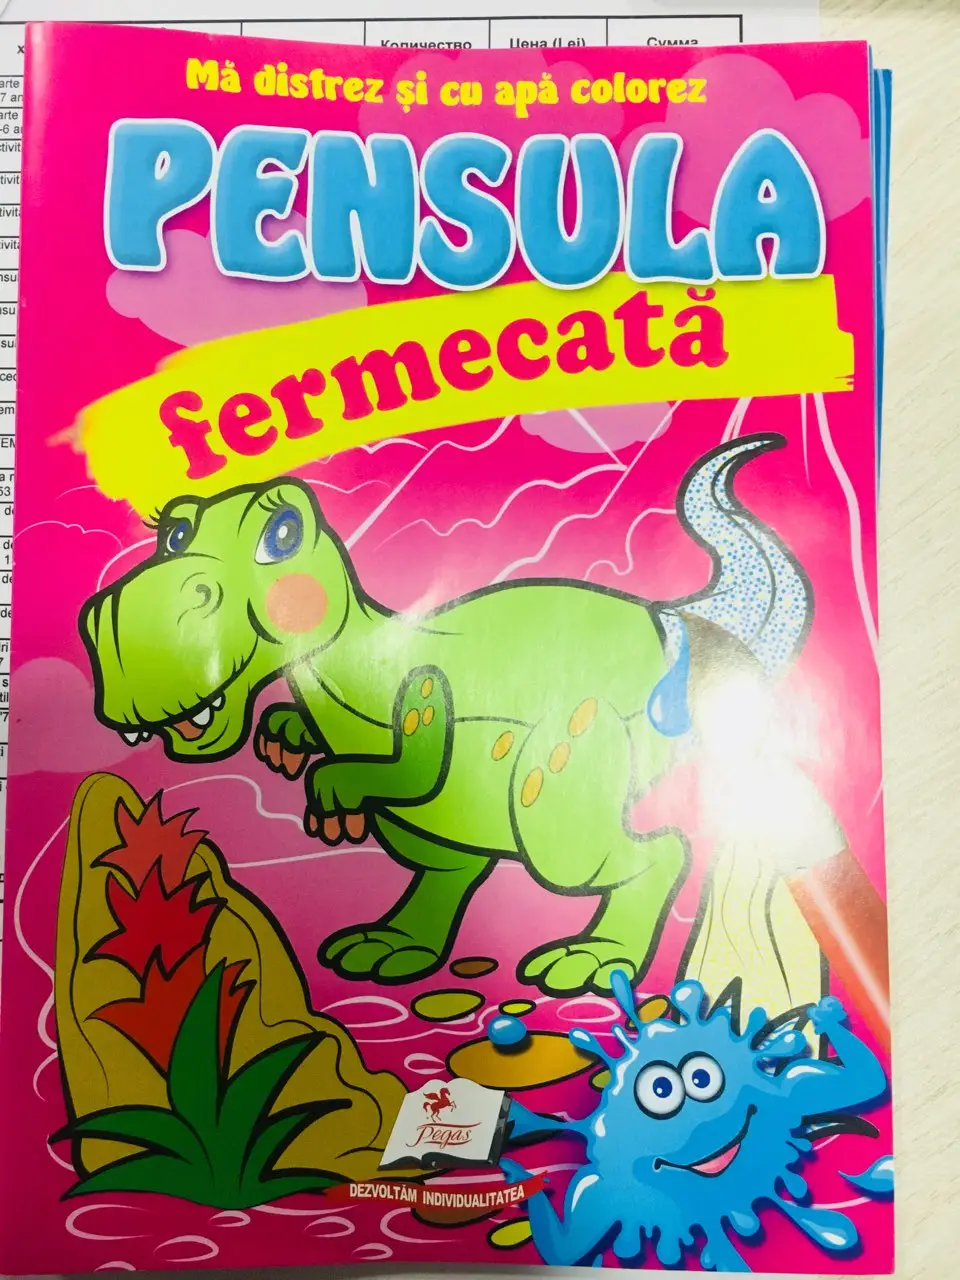 Количество Цена (Lei) Сумма
Mă distrez și cu apă colorez
PENSULA
fermecată
Pegas
DEZVOLTĂM INDIVIDUALITATEA